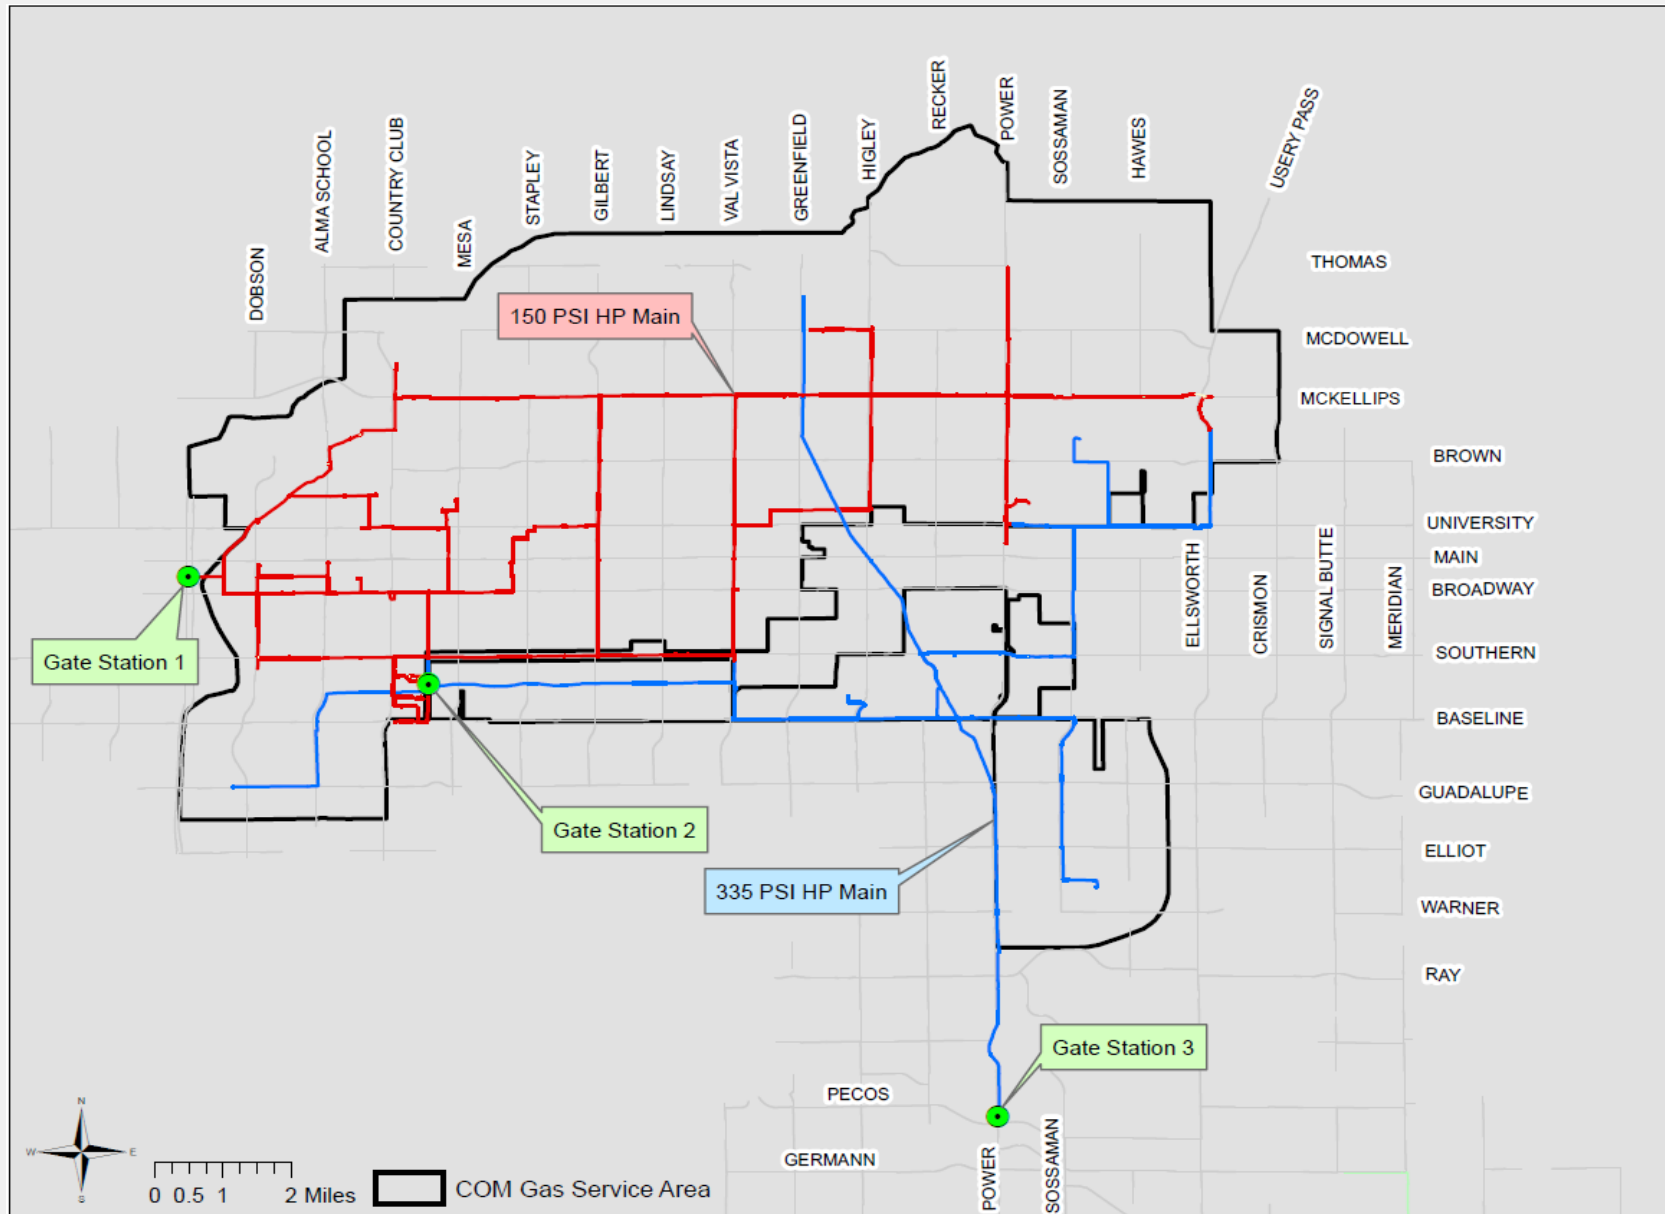 RECKER
POWER
SOSSAMAN
HAWES
USERY PASS
ALMA SCHOOL
COUNTRY CLUB
STAPLEY
GILBERT
LINDSAY
VAL VISTA
GREENFIELD
HIGLEY
DOBSON
MESA
THOMAS
150 PSI HP Main
MCDOWELL
MCKELLIPS
BROWN
UNIVERSITY
MAIN
BROADWAY
ELLSWORTH
CRISMON
SIGNAL BUTTE
MERIDIAN
Gate Station 1
SOUTHERN
BASELINE
GUADALUPE
Gate Station 2
ELLIOT
335 PSI HP Main
WARNER
RAY
Gate Station 3
PECOS
GERMANN
POWER
SOSSAMAN
N
W
E
S
0 0.5 1 2 Miles
COM Gas Service Area